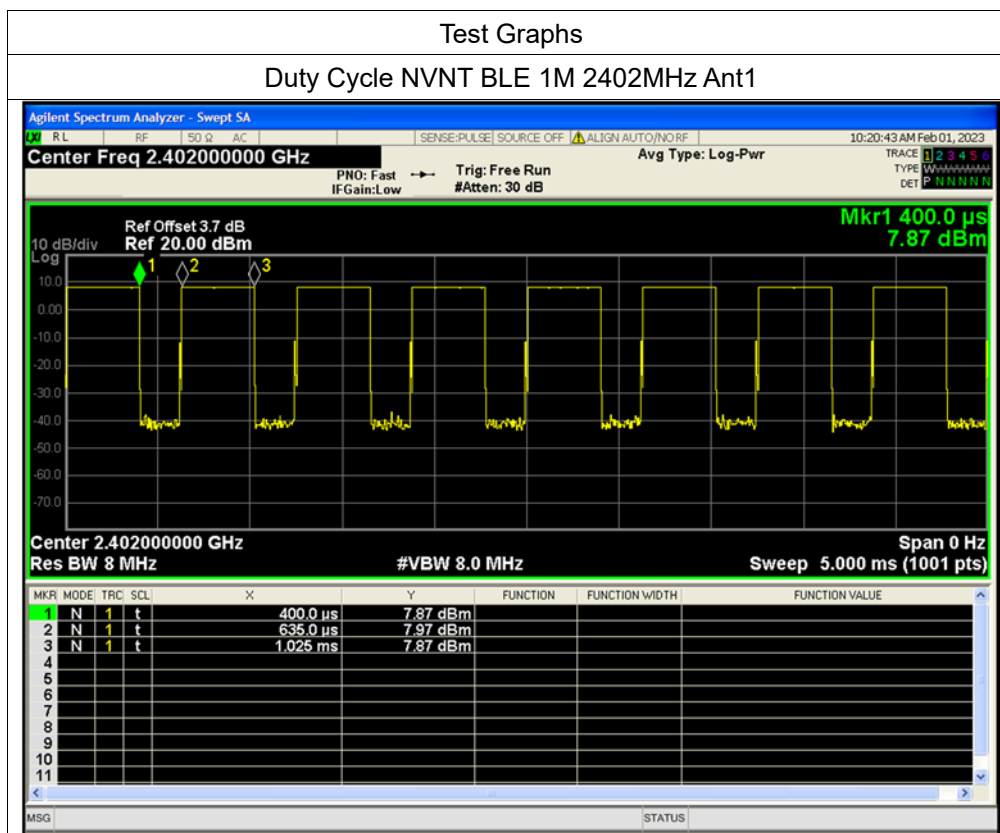 Test Graphs
Duty Cycle NVNT BLE 1M 2402MHz Ant1
Agilent Spectrum Analyzer - Swept SA
LXI RL RF 50 Ω AC SENSE:PULSE SOURCE OFF ALIGN AUTO/NO RF 10:20:43 AM Feb 01, 2023
Center Freq 2.402000000 GHz
PNO: Fast
IFGain:Low
Trig: Free Run
#Atten: 30 dB
Avg Type: Log-Pwr
TRACE 1 2 3 4 5 6
TYPE W
DET P N N N N N
Mkr1 400.0 µs
7.87 dBm
Ref Offset 3.7 dB
10 dB/div Ref 20.00 dBm
Log
1 2 3
10.0
0.00
-10.0
-20.0
-30.0
-40.0
-50.0
-60.0
-70.0
Center 2.402000000 GHz Span 0 Hz
Res BW 8 MHz #VBW 8.0 MHz Sweep 5.000 ms (1001 pts)
MKR MODE TRC SCL X Y FUNCTION FUNCTION WIDTH FUNCTION VALUE
1 N 1 t 400.0 µs 7.87 dBm
2 N 1 t 635.0 µs 7.97 dBm
3 N 1 t 1.025 ms 7.87 dBm
4
5
6
7
8
9
10
11
MSG STATUS